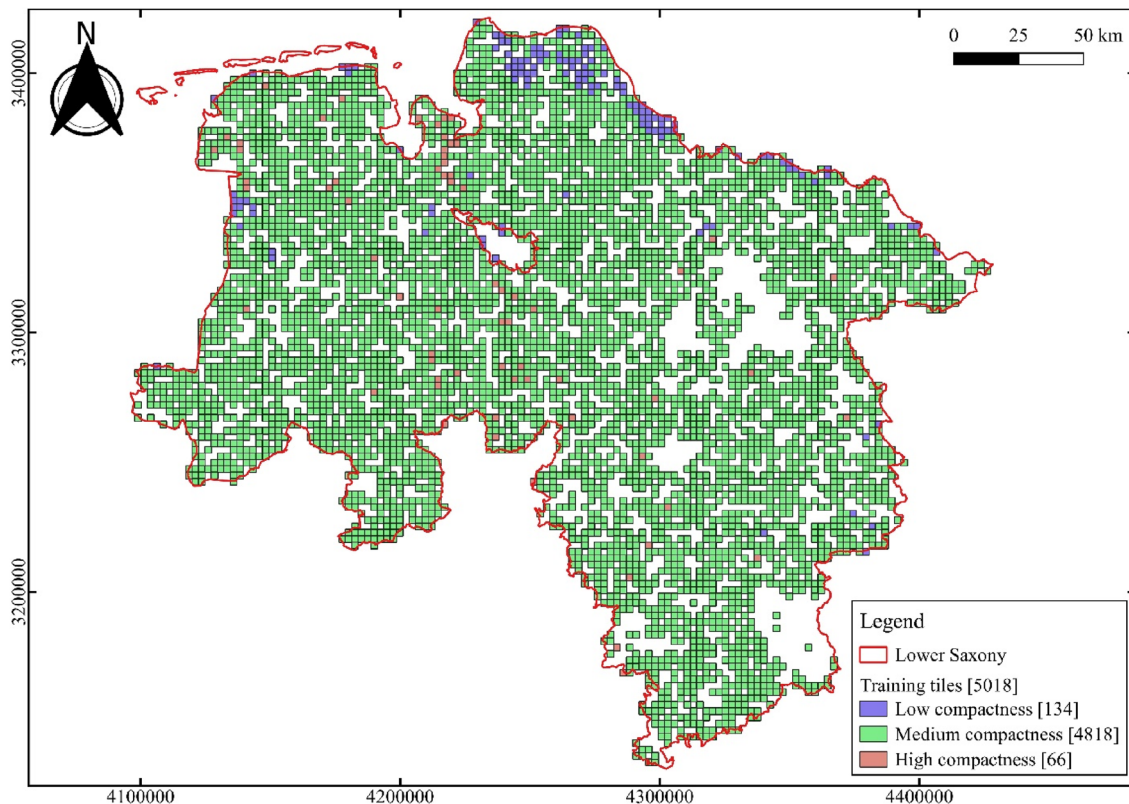 N
0 25 50 km
3400000
3300000
3200000
Legend
Lower Saxony
Training tiles [5018]
Low compactness [134]
Medium compactness [4818]
High compactness [66]
4100000 4200000 4300000 4400000